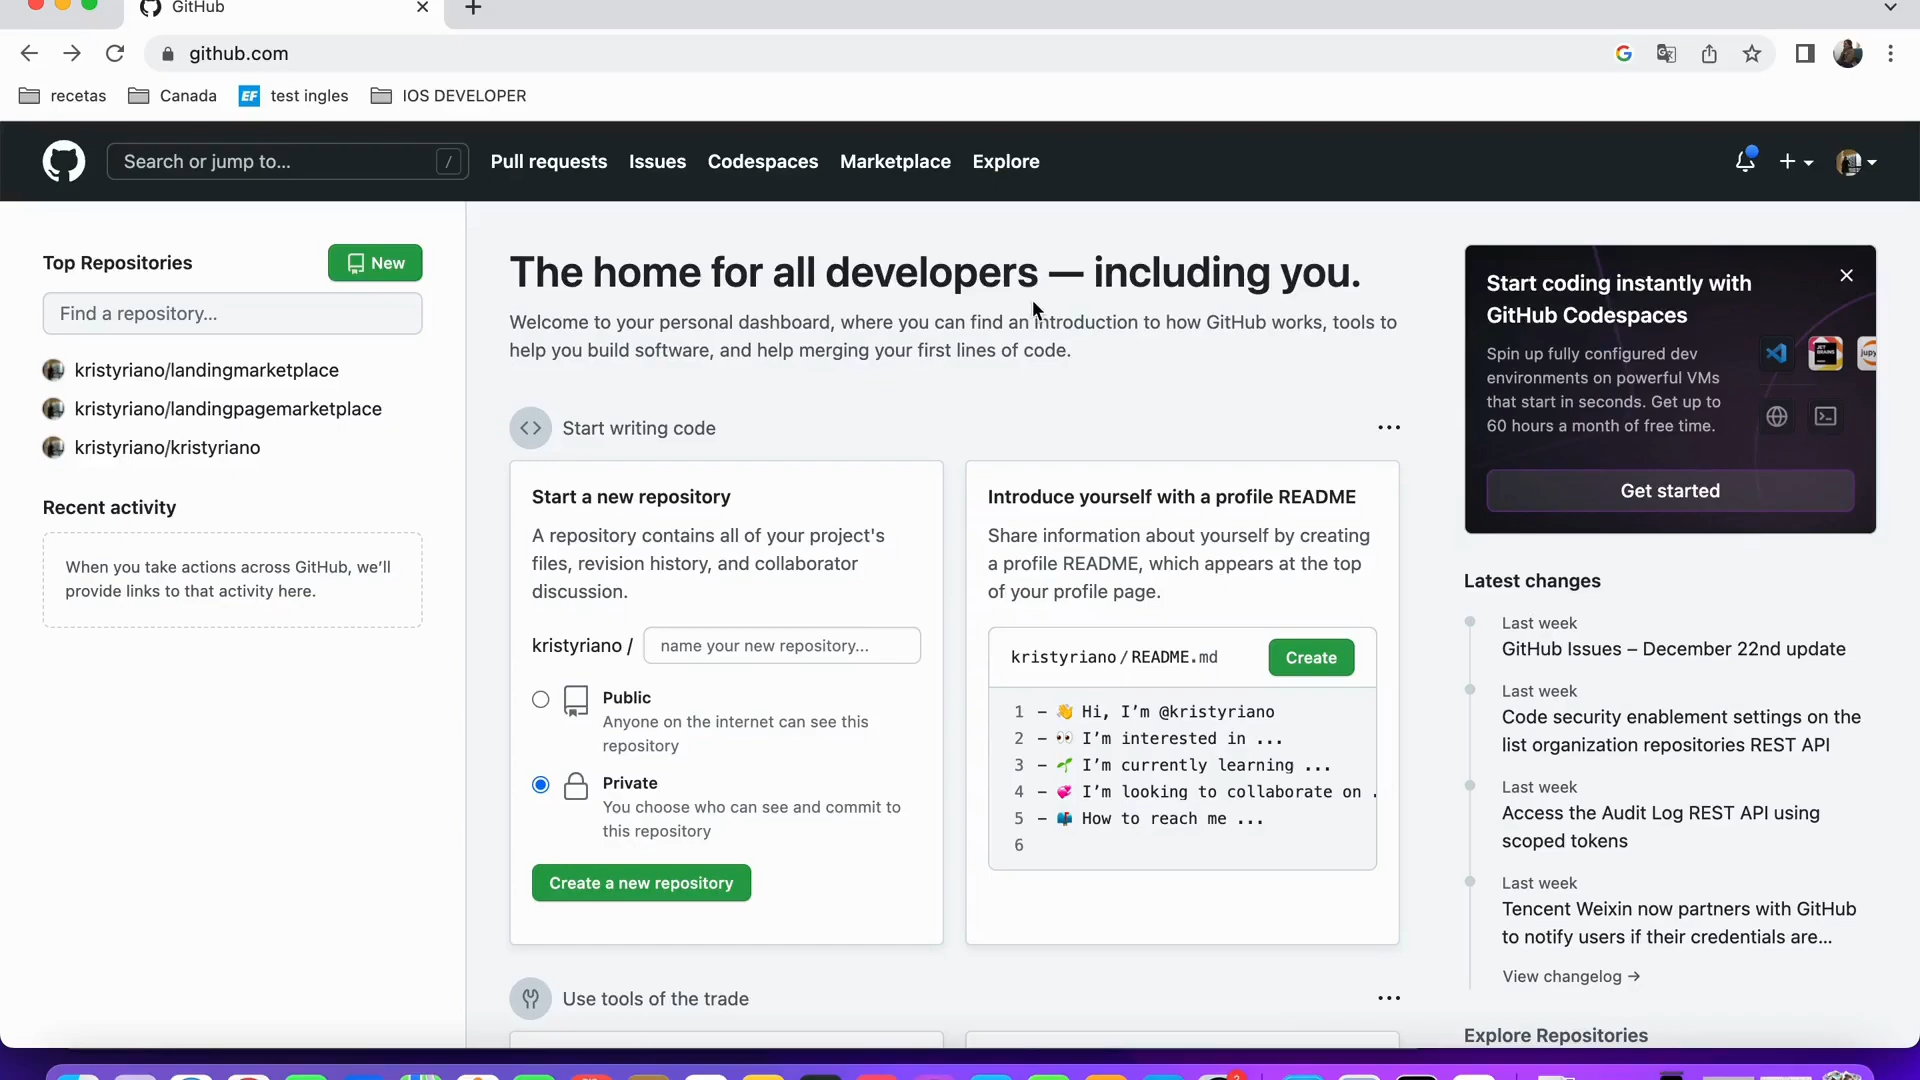 GitHub
github.com
recetas
Canada
EF test ingles
IOS DEVELOPER
Search or jump to... /
Pull requests
Issues
Codespaces
Marketplace
Explore
Top Repositories
New
Find a repository...
kristyriano/landingmarketplace
kristyriano/landingpagemarketplace
kristyriano/kristyriano
Recent activity
When you take actions across GitHub, we’ll
provide links to that activity here.
The home for all developers — including you.
Welcome to your personal dashboard, where you can find an introduction to how GitHub works, tools to
help you build software, and help merging your first lines of code.
Start writing code
Start a new repository
A repository contains all of your project's
files, revision history, and collaborator
discussion.
kristyriano / name your new repository...
Public
Anyone on the internet can see this
repository
Private
You choose who can see and commit to
this repository
Create a new repository
Introduce yourself with a profile README
Share information about yourself by creating
a profile README, which appears at the top
of your profile page.
kristyriano/README.md
Create
1 - 👋 Hi, I’m @kristyriano
2 - 👀 I’m interested in ...
3 - 🌱 I’m currently learning ...
4 - 💞️ I’m looking to collaborate on .
5 - 📫 How to reach me ...
6
Use tools of the trade
Start coding instantly with
GitHub Codespaces
Spin up fully configured dev
environments on powerful VMs
that start in seconds. Get up to
60 hours a month of free time.
JET
BRAINS
Get started
Latest changes
Last week
GitHub Issues – December 22nd update
Last week
Code security enablement settings on the
list organization repositories REST API
Last week
Access the Audit Log REST API using
scoped tokens
Last week
Tencent Weixin now partners with GitHub
to notify users if their credentials are...
View changelog →
Explore Repositories
2